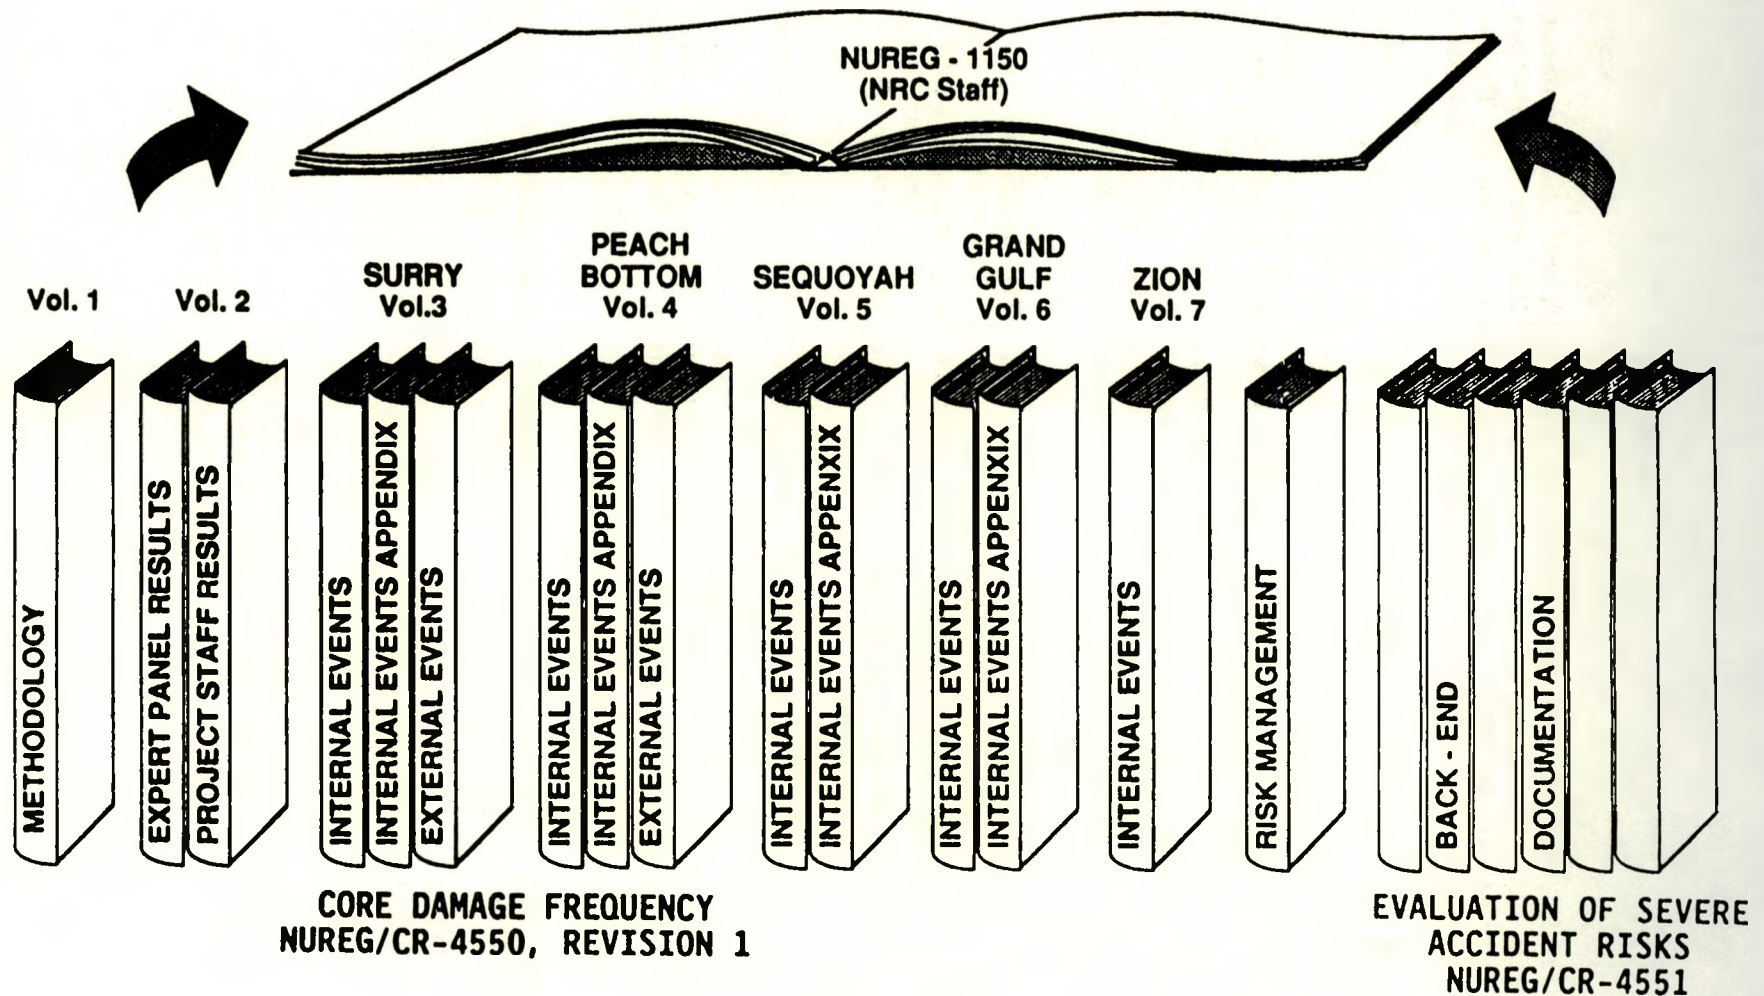 NUREG - 1150
(NRC Staff)
Vol. 1
Vol. 2
SURRY
Vol.3
PEACH
BOTTOM
Vol. 4
SEQUOYAH
Vol. 5
GRAND
GULF
Vol. 6
ZION
Vol. 7
METHODOLOGY
EXPERT PANEL RESULTS
PROJECT STAFF RESULTS
INTERNAL EVENTS
INTERNAL EVENTS APPENDIX
EXTERNAL EVENTS
INTERNAL EVENTS
INTERNAL EVENTS APPENDIX
EXTERNAL EVENTS
INTERNAL EVENTS
INTERNAL EVENTS APPENXIX
INTERNAL EVENTS
INTERNAL EVENTS APPENXIX
INTERNAL EVENTS
RISK MANAGEMENT
BACK - END
DOCUMENTATION
CORE DAMAGE FREQUENCY
NUREG/CR-4550, REVISION 1
EVALUATION OF SEVERE
ACCIDENT RISKS
NUREG/CR-4551